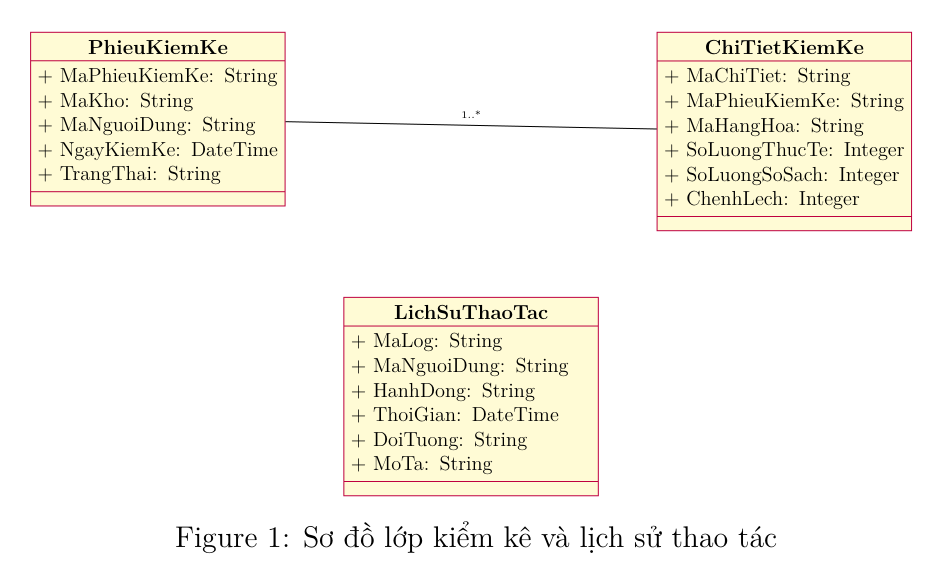 PhieuKiemKe
+ MaPhieuKiemKe: String
+ MaKho: String
+ MaNguoiDung: String
+ NgayKiemKe: DateTime
+ TrangThai: String
1..*
ChiTietKiemKe
+ MaChiTiet: String
+ MaPhieuKiemKe: String
+ MaHangHoa: String
+ SoLuongThucTe: Integer
+ SoLuongSoSach: Integer
+ ChenhLech: Integer
LichSuThaoTac
+ MaLog: String
+ MaNguoiDung: String
+ HanhDong: String
+ ThoiGian: DateTime
+ DoiTuong: String
+ MoTa: String
Figure 1: Sơ đồ lớp kiểm kê và lịch sử thao tác